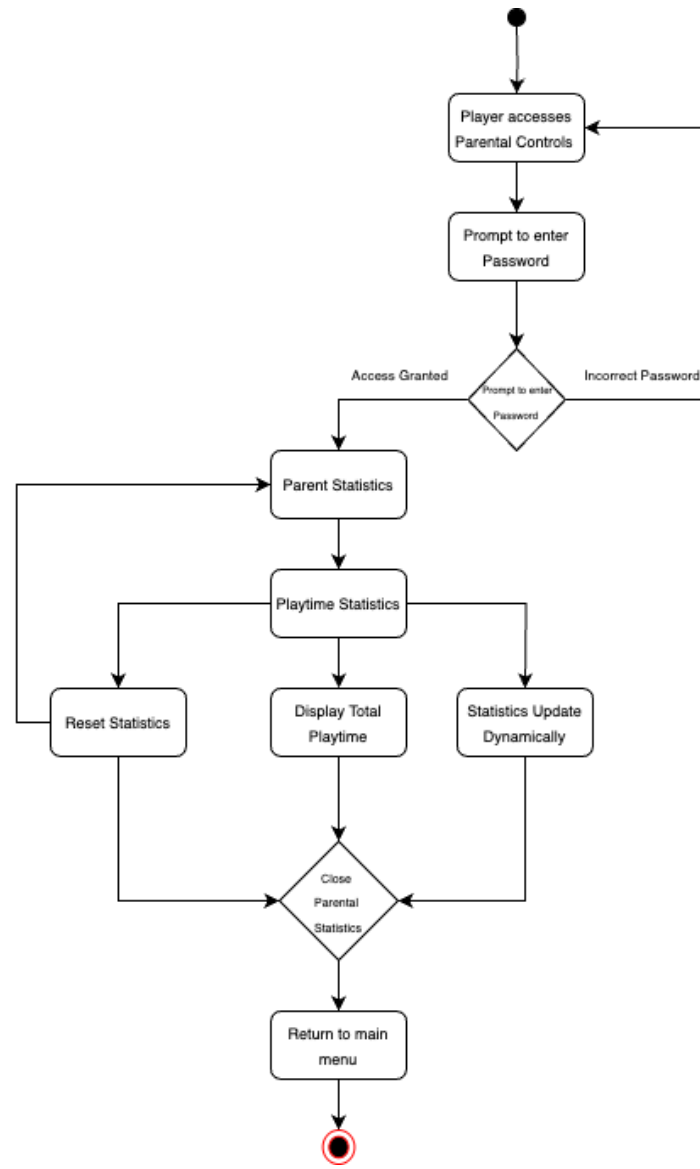 Player accesses
Parental Controls
Prompt to enter
Password
Access Granted
Incorrect Password
Prompt to enter
Password
Parent Statistics
Playtime Statistics
Reset Statistics
Display Total
Playtime
Statistics Update
Dynamically
Close
Parental
Statistics
Return to main
menu